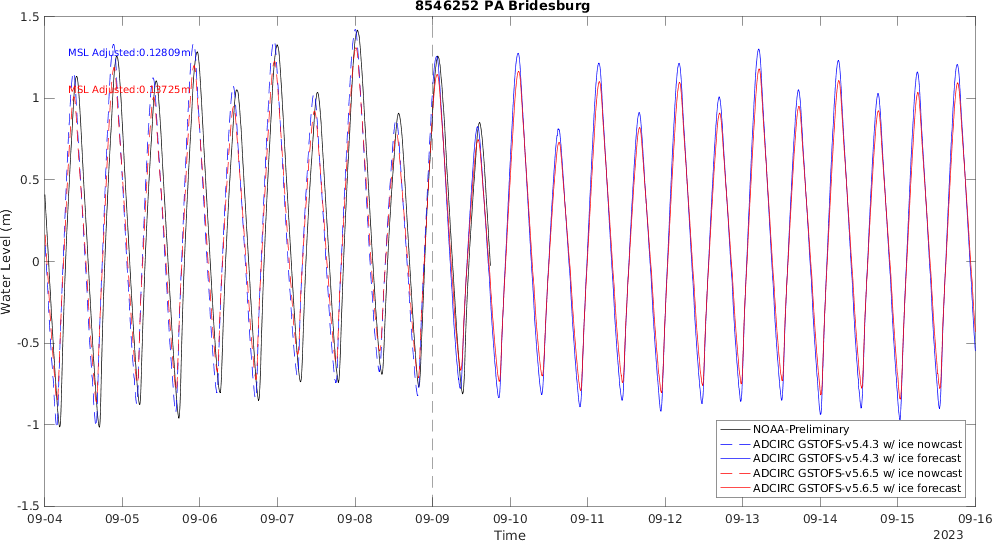 8546252 PA Bridesburg
1.5
MSL Adjusted:0.12809m
MSL Adjusted:0.13725m
1
0.5
0
-0.5
-1
-1.5
Water Level (m)
NOAA-Preliminary
ADCIRC GSTOFS-v5.4.3 w/ ice nowcast
ADCIRC GSTOFS-v5.4.3 w/ ice forecast
ADCIRC GSTOFS-v5.6.5 w/ ice nowcast
ADCIRC GSTOFS-v5.6.5 w/ ice forecast
09-04 09-05 09-06 09-07 09-08 09-09 09-10 09-11 09-12 09-13 09-14 09-15 09-16
Time
2023